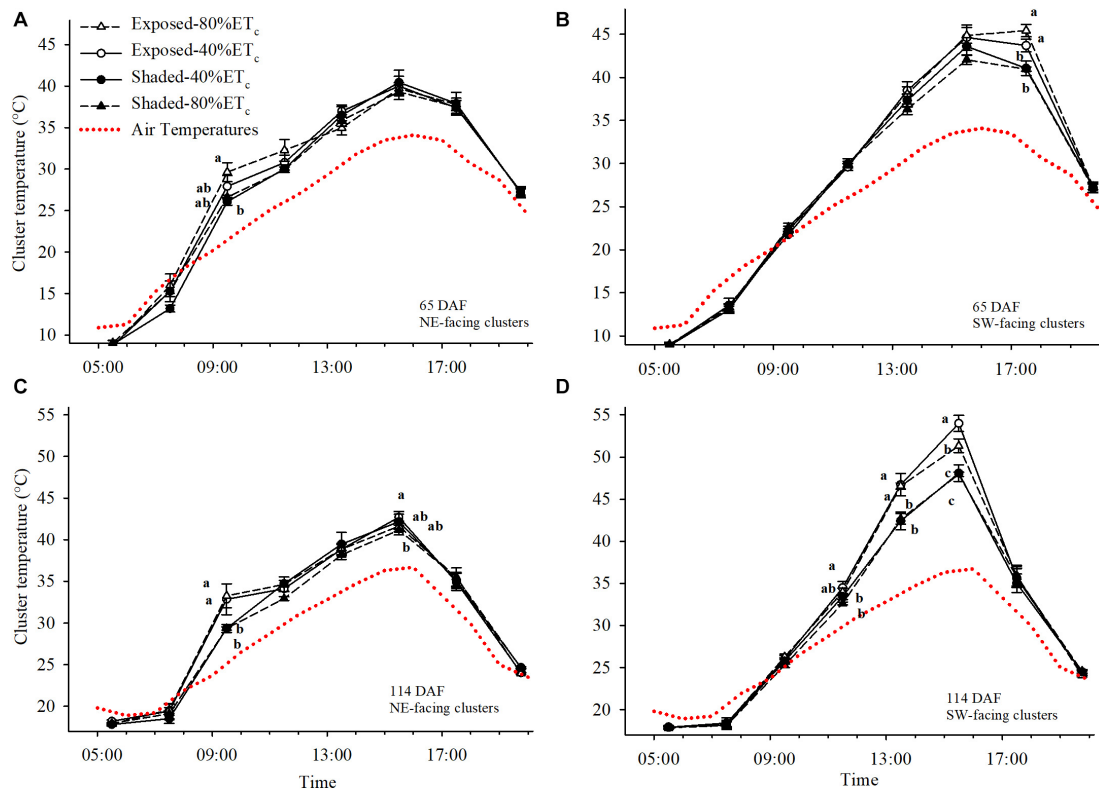 A
Exposed-80%ETc
Exposed-40%ETc
Shaded-40%ETc
Shaded-80%ETc
Air Temperatures
Cluster temperature (°C)
45
40
35
30
25
20
15
10
a
ab
ab
b
65 DAF
NE-facing clusters
05:00 09:00 13:00 17:00
B
45
40
35
30
25
20
15
10
a
a
b
b
65 DAF
SW-facing clusters
05:00 09:00 13:00 17:00
C
Cluster temperature (°C)
55
50
45
40
35
30
25
20
a
a
b
b
a
ab
ab
b
114 DAF
NE-facing clusters
05:00 09:00 13:00 17:00
Time
D
55
50
45
40
35
30
25
20
a
ab
b
b
a
a
b
b
a
b
c
c
114 DAF
SW-facing clusters
05:00 09:00 13:00 17:00
Time